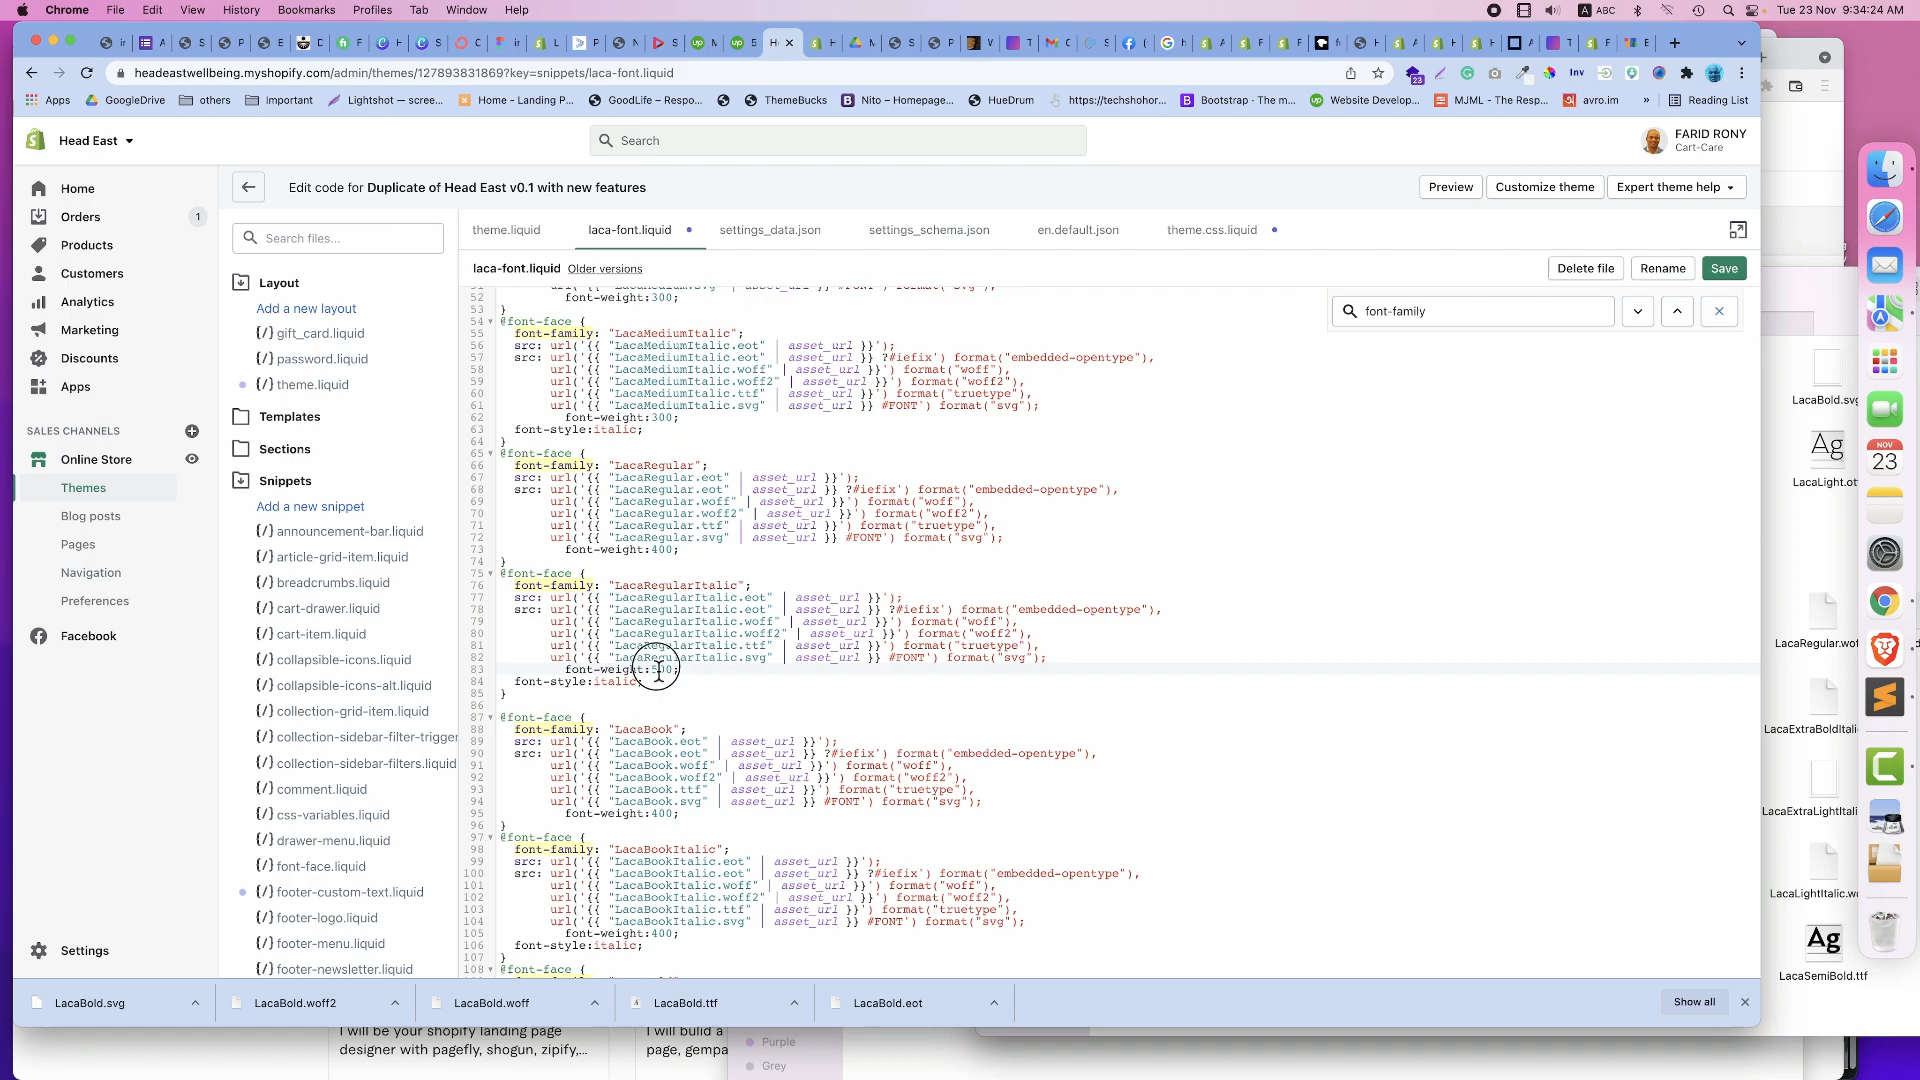 Chrome File Edit View History Bookmarks Profiles Tab Window Help
ABC Tue 23 Nov 9:34:24 AM
headeastwellbeing.myshopify.com/admin/themes/127893831869?key=snippets/laca-font.liquid
Apps GoogleDrive others Important Lightshot — scree... Home - Landing P... GoodLife – Respo... ThemeBucks Nito – Homepage... HueDrum https://techshohor... Bootstrap · The m... Website Develop... MJML - The Resp... avro.im » Reading List
Head East
Search
FARID RONY
Cart-Care
Home
Orders 1
Products
Customers
Analytics
Marketing
Discounts
Apps
SALES CHANNELS
Online Store
Themes
Blog posts
Pages
Navigation
Preferences
Facebook
Settings
Edit code for Duplicate of Head East v0.1 with new features
Preview Customize theme Expert theme help
Search files...
Layout
Add a new layout
{/} gift_card.liquid
{/} password.liquid
{/} theme.liquid
Templates
Sections
Snippets
Add a new snippet
{/} announcement-bar.liquid
{/} article-grid-item.liquid
{/} breadcrumbs.liquid
{/} cart-drawer.liquid
{/} cart-item.liquid
{/} collapsible-icons.liquid
{/} collapsible-icons-alt.liquid
{/} collection-grid-item.liquid
{/} collection-sidebar-filter-trigger
{/} collection-sidebar-filters.liquid
{/} comment.liquid
{/} css-variables.liquid
{/} drawer-menu.liquid
{/} font-face.liquid
{/} footer-custom-text.liquid
{/} footer-logo.liquid
{/} footer-menu.liquid
{/} footer-newsletter.liquid
theme.liquid laca-font.liquid settings_data.json settings_schema.json en.default.json theme.css.liquid
laca-font.liquid Older versions
Delete file Rename Save
font-family
52 font-weight:300;
53 }
54 @font-face {
55 font-family: "LacaMediumItalic";
56 src: url('{{ "LacaMediumItalic.eot" | asset_url }}');
57 src: url('{{ "LacaMediumItalic.eot" | asset_url }} ?#iefix') format("embedded-opentype"),
58 url('{{ "LacaMediumItalic.woff" | asset_url }}') format("woff"),
59 url('{{ "LacaMediumItalic.woff2" | asset_url }}') format("woff2"),
60 url('{{ "LacaMediumItalic.ttf" | asset_url }}') format("truetype"),
61 url('{{ "LacaMediumItalic.svg" | asset_url }} #FONT') format("svg");
62 font-weight:300;
63 font-style:italic;
64 }
65 @font-face {
66 font-family: "LacaRegular";
67 src: url('{{ "LacaRegular.eot" | asset_url }}');
68 src: url('{{ "LacaRegular.eot" | asset_url }} ?#iefix') format("embedded-opentype"),
69 url('{{ "LacaRegular.woff" | asset_url }}') format("woff"),
70 url('{{ "LacaRegular.woff2" | asset_url }}') format("woff2"),
71 url('{{ "LacaRegular.ttf" | asset_url }}') format("truetype"),
72 url('{{ "LacaRegular.svg" | asset_url }} #FONT') format("svg");
73 font-weight:400;
74 }
75 @font-face {
76 font-family: "LacaRegularItalic";
77 src: url('{{ "LacaRegularItalic.eot" | asset_url }}');
78 src: url('{{ "LacaRegularItalic.eot" | asset_url }} ?#iefix') format("embedded-opentype"),
79 url('{{ "LacaRegularItalic.woff" | asset_url }}') format("woff"),
80 url('{{ "LacaRegularItalic.woff2" | asset_url }}') format("woff2"),
81 url('{{ "LacaRegularItalic.ttf" | asset_url }}') format("truetype"),
82 url('{{ "LacaRegularItalic.svg" | asset_url }} #FONT') format("svg");
83 font-weight:500;
84 font-style:italic;
85 }
86
87 @font-face {
88 font-family: "LacaBook";
89 src: url('{{ "LacaBook.eot" | asset_url }}');
90 src: url('{{ "LacaBook.eot" | asset_url }} ?#iefix') format("embedded-opentype"),
91 url('{{ "LacaBook.woff" | asset_url }}') format("woff"),
92 url('{{ "LacaBook.woff2" | asset_url }}') format("woff2"),
93 url('{{ "LacaBook.ttf" | asset_url }}') format("truetype"),
94 url('{{ "LacaBook.svg" | asset_url }} #FONT') format("svg");
95 font-weight:400;
96 }
97 @font-face {
98 font-family: "LacaBookItalic";
99 src: url('{{ "LacaBookItalic.eot" | asset_url }}');
100 src: url('{{ "LacaBookItalic.eot" | asset_url }} ?#iefix') format("embedded-opentype"),
101 url('{{ "LacaBookItalic.woff" | asset_url }}') format("woff"),
102 url('{{ "LacaBookItalic.woff2" | asset_url }}') format("woff2"),
103 url('{{ "LacaBookItalic.ttf" | asset_url }}') format("truetype"),
104 url('{{ "LacaBookItalic.svg" | asset_url }} #FONT') format("svg");
105 font-weight:400;
106 font-style:italic;
107 }
108 @font-face {
LacaBold.svg LacaBold.woff2 LacaBold.woff LacaBold.ttf LacaBold.eot Show all
I will be your shopify landing page
designer with pagefly, shogun, zipify,...
I will build a
page, gempa
Purple
Grey
LacaBold.svg
Ag
LacaLight.ot
LacaRegular.wof
LacaExtraBoldItali
LacaExtraLightItali
LacaLightItalic.wo
Ag
LacaSemiBold.ttf
NOV
23